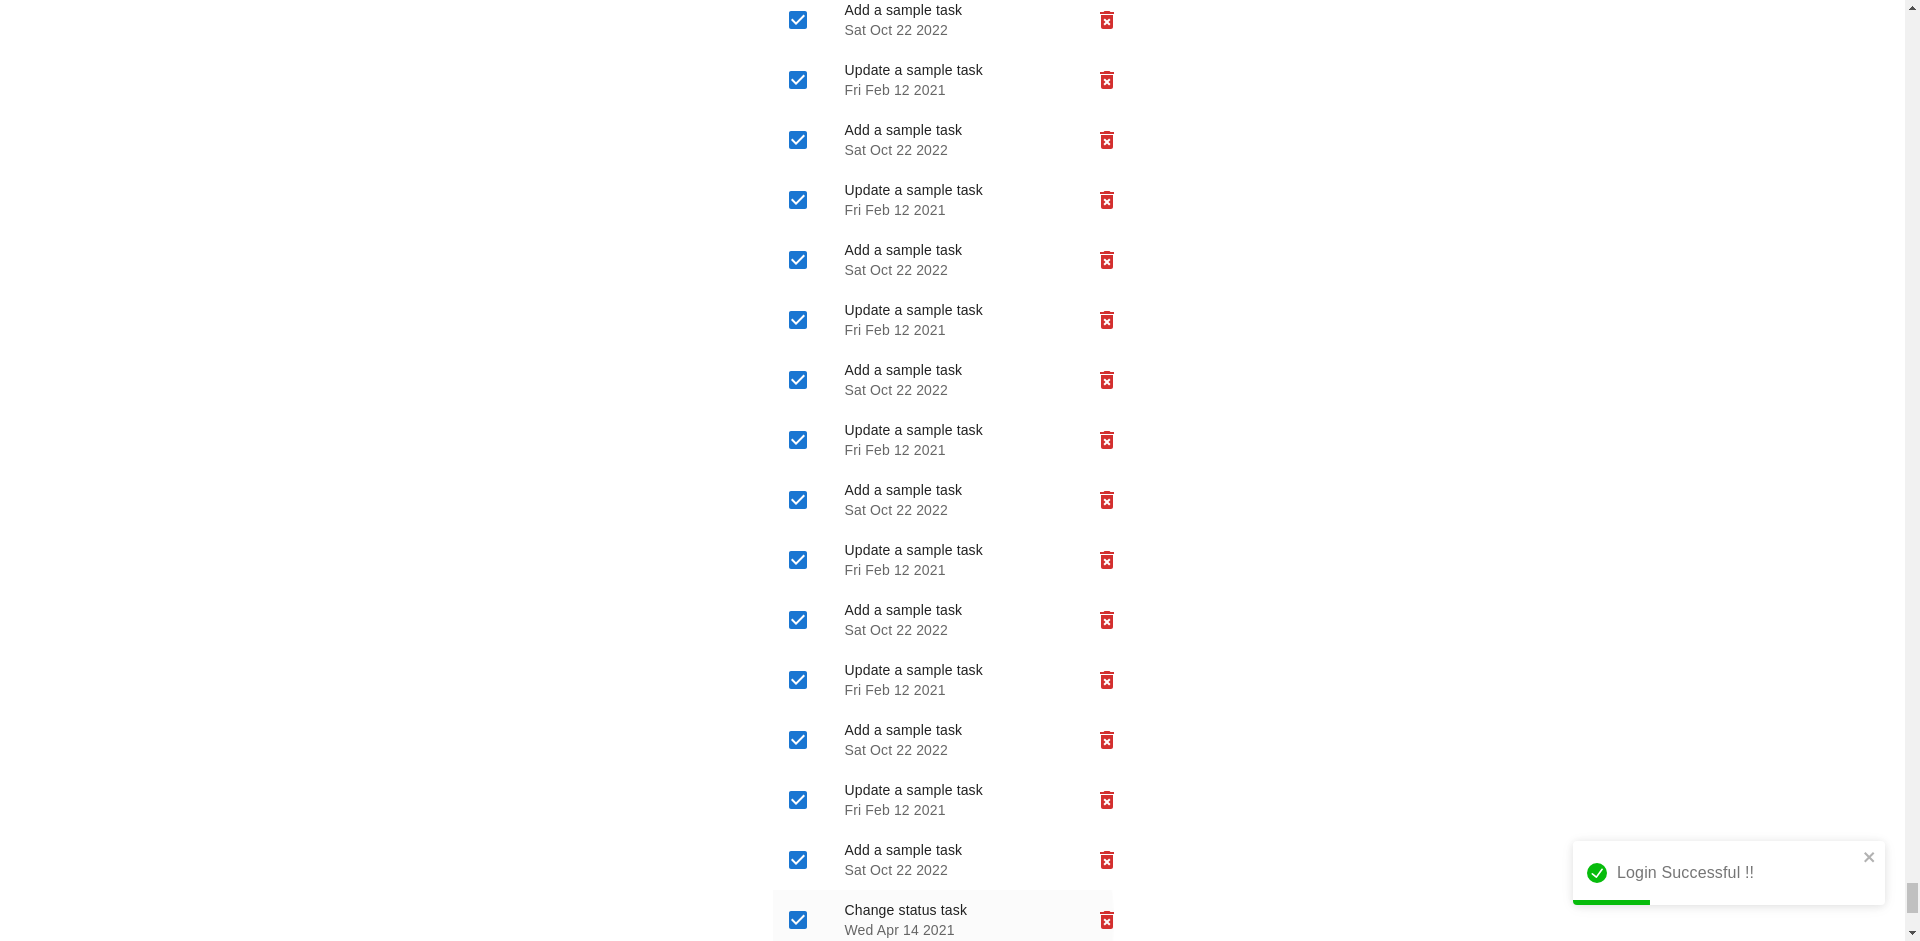 Add a sample task
Sat Oct 22 2022
Update a sample task
Fri Feb 12 2021
Add a sample task
Sat Oct 22 2022
Update a sample task
Fri Feb 12 2021
Add a sample task
Sat Oct 22 2022
Update a sample task
Fri Feb 12 2021
Add a sample task
Sat Oct 22 2022
Update a sample task
Fri Feb 12 2021
Add a sample task
Sat Oct 22 2022
Update a sample task
Fri Feb 12 2021
Add a sample task
Sat Oct 22 2022
Update a sample task
Fri Feb 12 2021
Add a sample task
Sat Oct 22 2022
Update a sample task
Fri Feb 12 2021
Add a sample task
Sat Oct 22 2022
Change status task
Wed Apr 14 2021
Login Successful !!